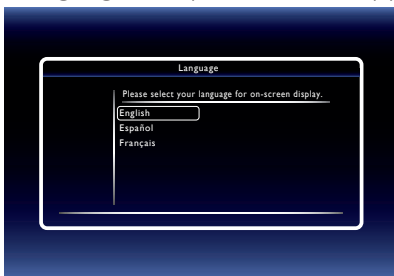 Language
Please select your language for on-screen display.
English
Español
Français